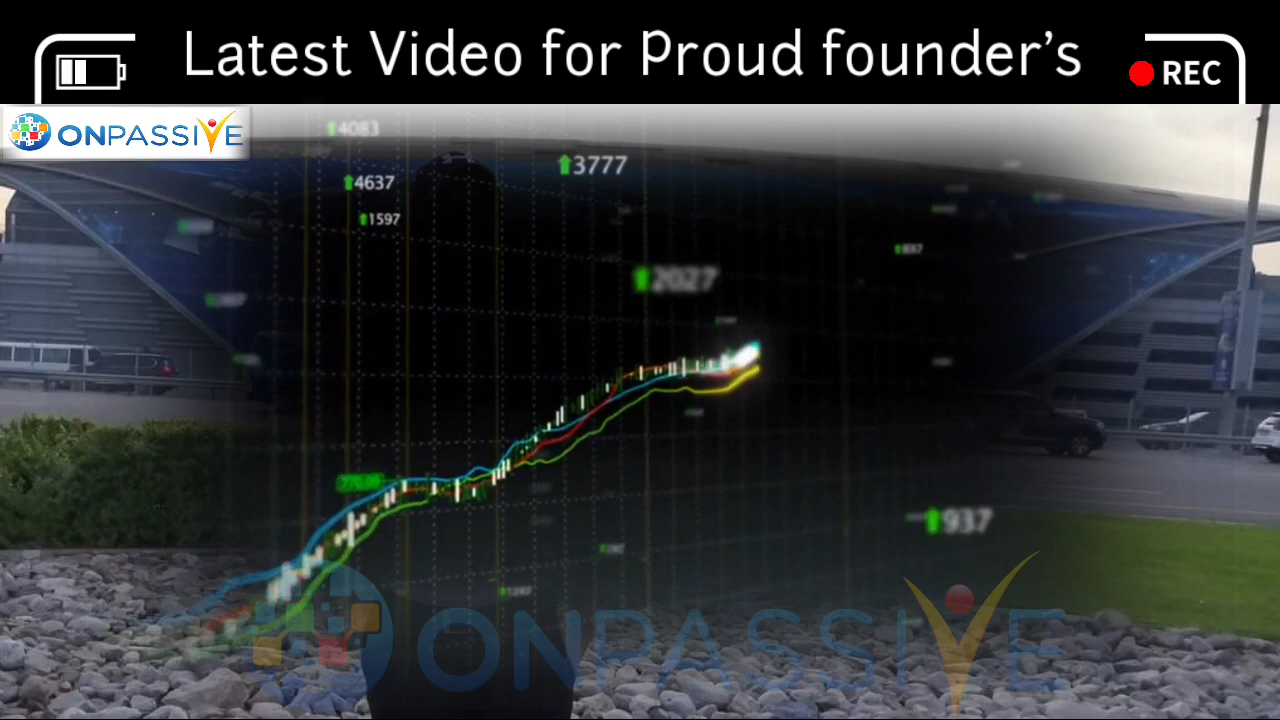 Latest Video for Proud founder's
REC
ONPASSIVE
4083
3777
4637
1597
2027
937
ONPASSIVE